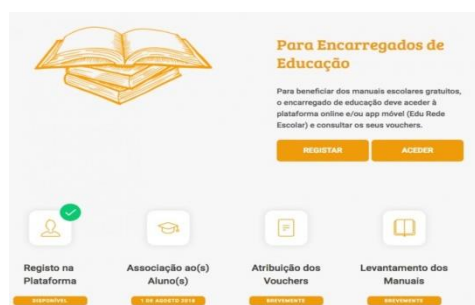 Para Encarregados de
Educação
Para beneficiar dos manuais escolares gratuitos,
o encarregado de educação deve aceder à
plataforma online e/ou app móvel (Edu Rede
Escolar) e consultar os seus vouchers.
REGISTAR
ACEDER
Registo na
Plataforma
DISPONÍVEL
Associação ao(s)
Aluno(s)
1 DE AGOSTO 2018
Atribuição dos
Vouchers
BREVEMENTE
Levantamento dos
Manuais
BREVEMENTE